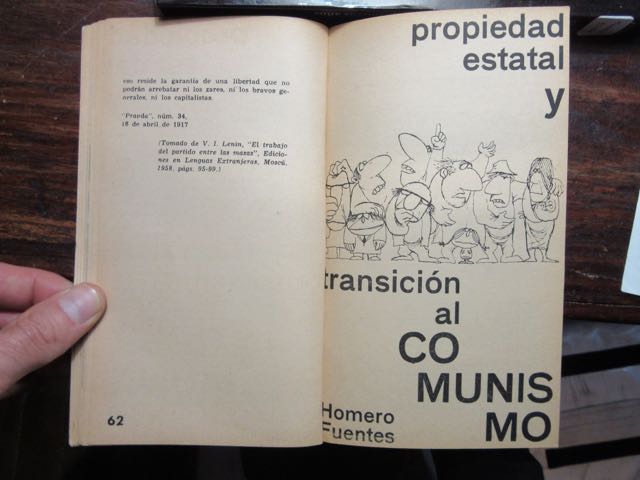 eso reside la garantía de una libertad que no
podrán arrebatar ni los zares, ni los bravos ge-
nerales, ni los capitalistas.
"Pravda", núm. 34,
18 de abril de 1917
(Tomado de V. I. Lenin, "El trabajo
del partido entre las masas", Edicio-
nes en Lenguas Extranjeras, Moscú,
1958, págs. 95-99.)
62
propiedad
estatal
y
transición
al
CO
MUNIS
MO
Homero
Fuentes